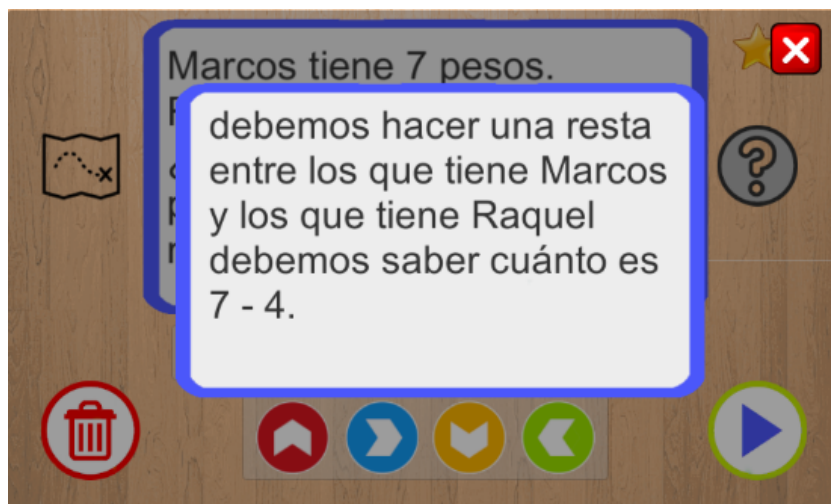 Marcos tiene 7 pesos.
debemos hacer una resta
entre los que tiene Marcos
y los que tiene Raquel
debemos saber cuánto es
7 - 4.